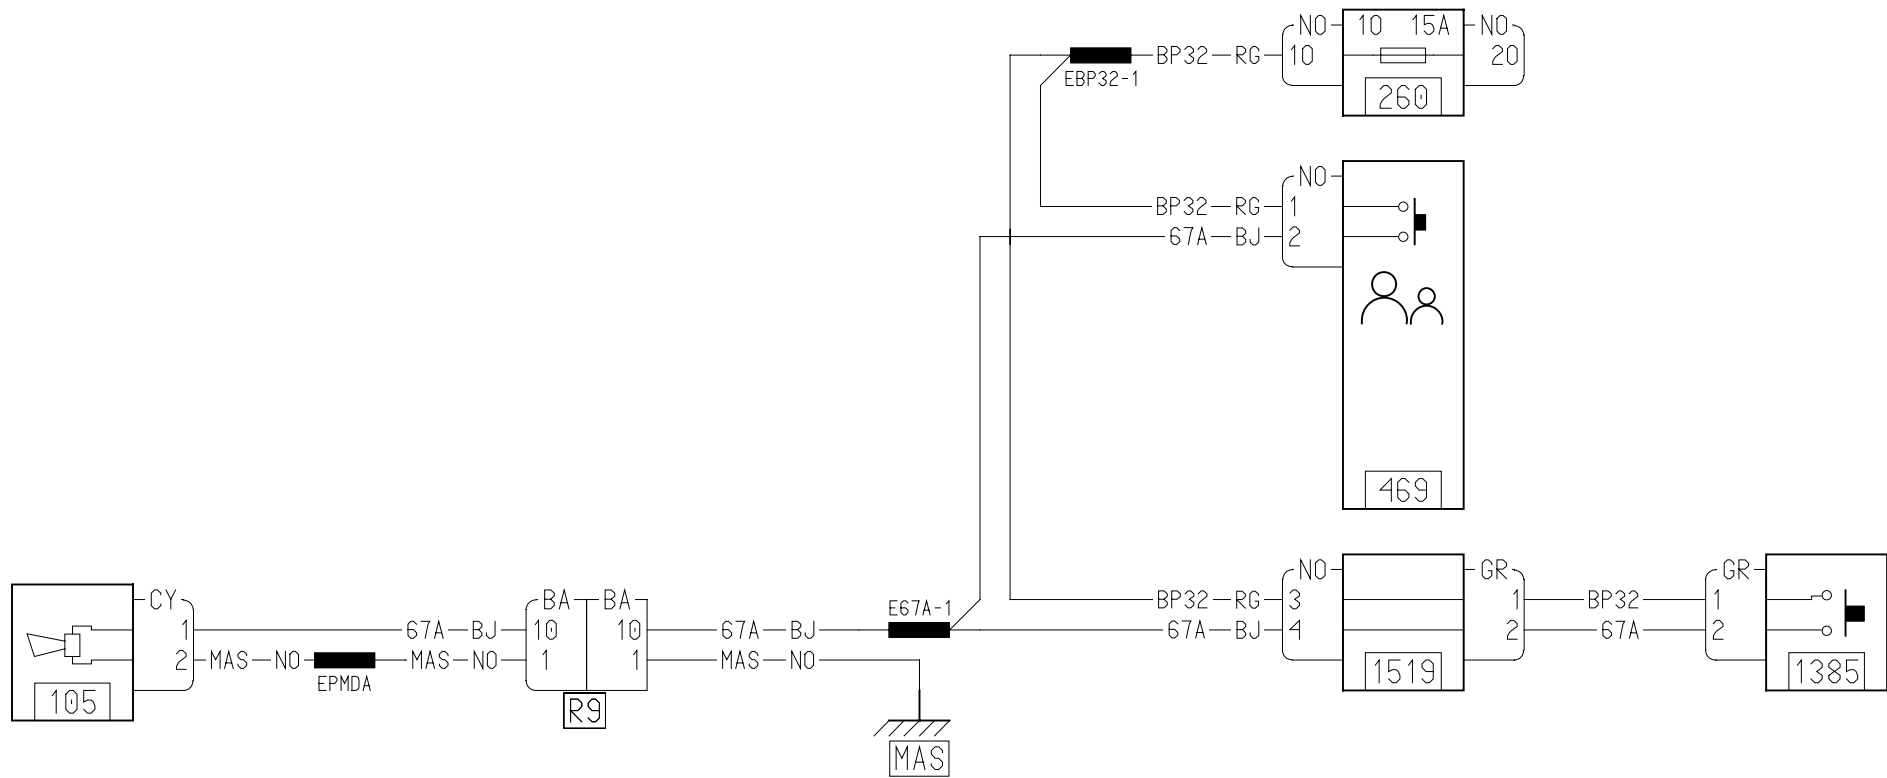 NO 10 15A NO
BP32 RG 10 20
EBP32-1
260
NO
BP32 RG 1
67A BJ 2
469
NO GR GR
CY BA BA
E67A-1
BP32 RG 3 1 BP32 1
1 67A BJ 10 10 67A BJ 67A BJ 4 2 67A 2
2 MAS NO MAS NO 1 1 MAS NO
EPMDA
1519 1385
105
R9
MAS